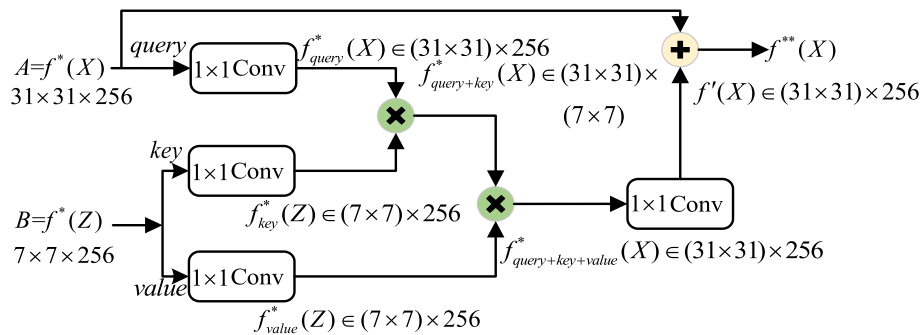 query
1×1Conv
f*query(X)∈(31×31)×256
f**(X)
A=f*(X)
31×31×256
f*query+key(X)∈(31×31)×
(7×7)
f'(X)∈(31×31)×256
key
1×1Conv
f*key(Z)∈(7×7)×256
1×1Conv
B=f*(Z)
7×7×256
value
1×1Conv
f*query+key+value(X)∈(31×31)×256
f*value(Z)∈(7×7)×256